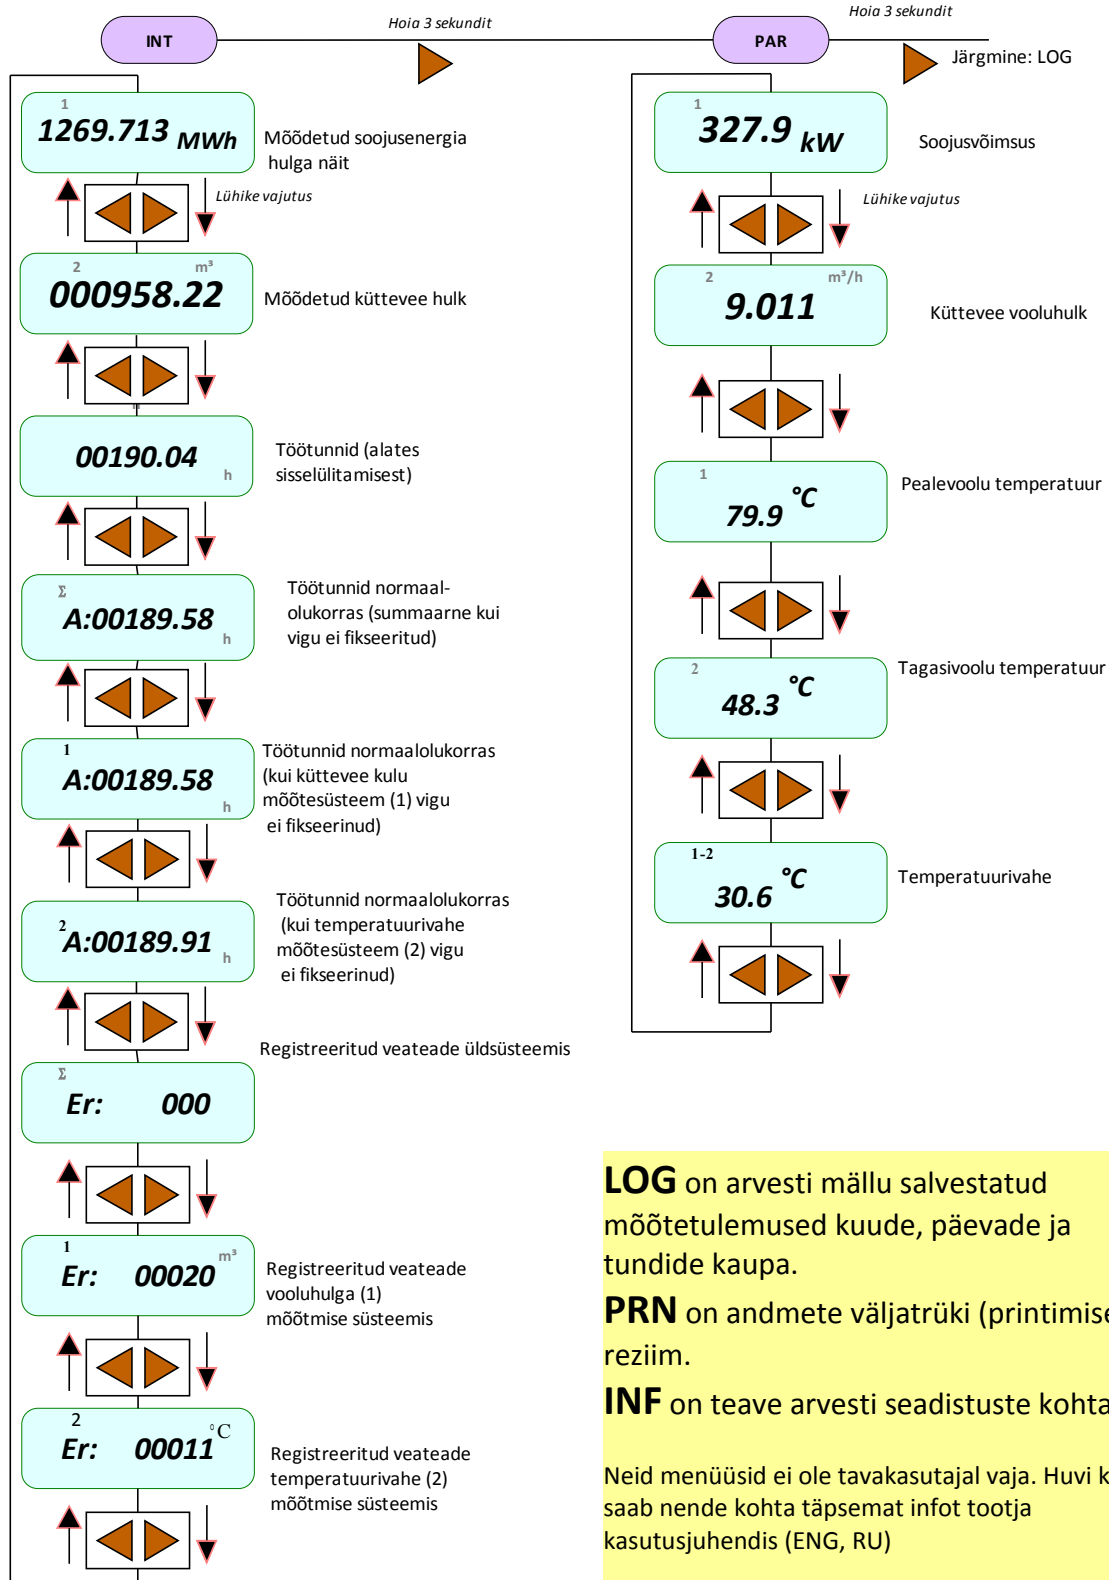 INT
Hoia 3 sekundit
PAR
Hoia 3 sekundit
Järgmine: LOG
1
1269.713 MWh
Mõõdetud soojusenergia
hulga näit
Lühike vajutus
2 m³
000958.22
Mõõdetud küttevee hulk
00190.04 h
Töötunnid (alates
sisselülitamisest)
Σ
A:00189.58 h
Töötunnid normaal-
olukorras (summaarne kui
vigu ei fikseeritud)
1
A:00189.58 h
Töötunnid normaalolukorras
(kui küttevee kulu
mõõtesüsteem (1) vigu
ei fikseerinud)
2
A:00189.91 h
Töötunnid normaalolukorras
(kui temperatuurivahe
mõõtesüsteem (2) vigu
ei fikseerinud)
Registreeritud veateade üldsüsteemis
Σ
Er: 000
1 m³
Er: 00020
Registreeritud veateade
vooluhulga (1)
mõõtmise süsteemis
2 °C
Er: 00011
Registreeritud veateade
temperatuurivahe (2)
mõõtmise süsteemis
1
327.9 kW
Soojusvõimsus
Lühike vajutus
2 m³/h
9.011
Küttevee vooluhulk
1
79.9 °C
Pealevoolu temperatuur
2
48.3 °C
Tagasivoolu temperatuur
1-2
30.6 °C
Temperatuurivahe
LOG on arvesti mällu salvestatud
mõõtetulemused kuude, päevade ja
tundide kaupa.
PRN on andmete väljatrüki (printimise
reziim.
INF on teave arvesti seadistuste kohta
Neid menüüsid ei ole tavakasutajal vaja. Huvi k
saab nende kohta täpsemat infot tootja
kasutusjuhendis (ENG, RU)